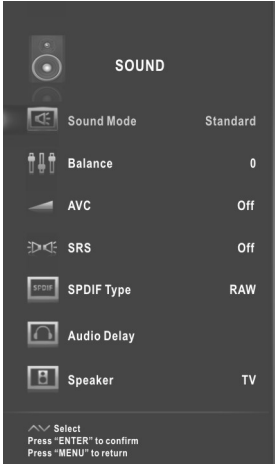 SOUND
Sound Mode Standard
Balance 0
AVC Off
SRS Off
SPDIF SPDIF Type RAW
Audio Delay
Speaker TV
Select
Press “ENTER” to confirm
Press “MENU” to return